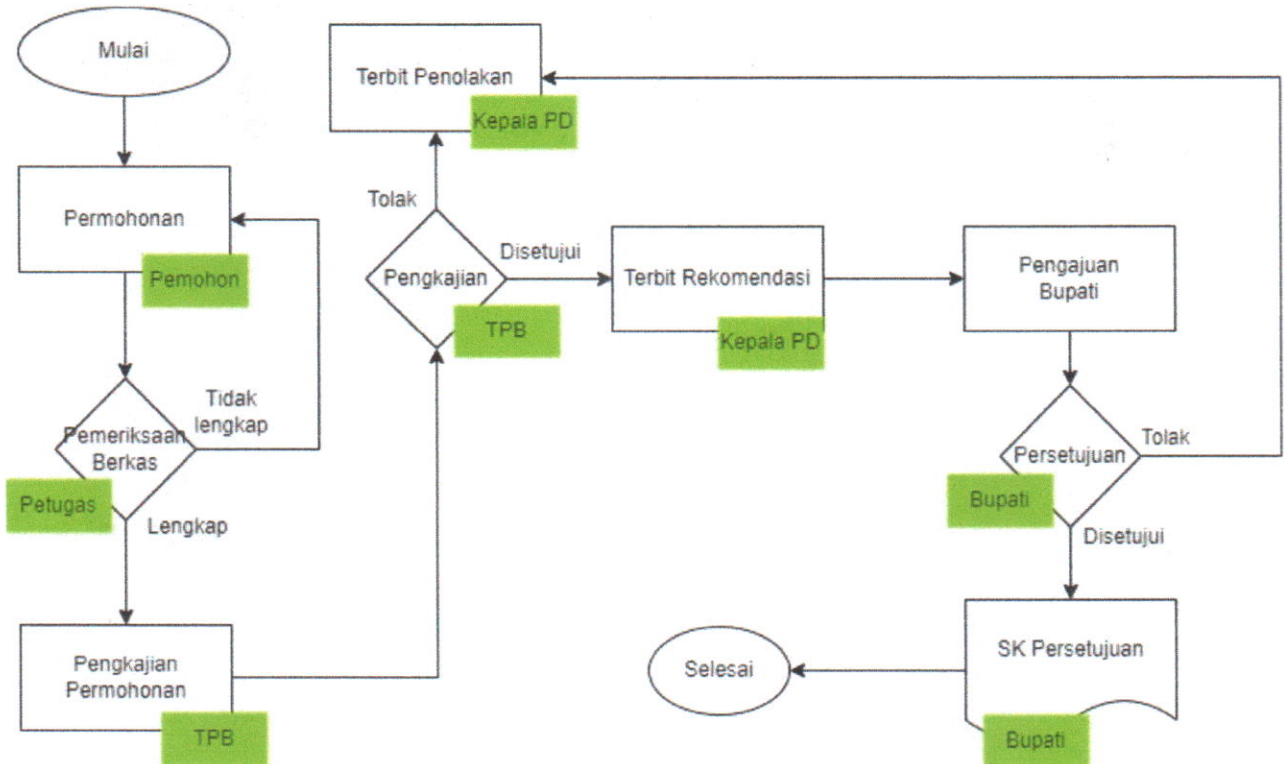 Mulai
Permohonan
Pemohon
Pemeriksaan
Berkas
Petugas
Tidak
lengkap
Lengkap
Pengkajian
Permohonan
TPB
Terbit Penolakan
Kepala PD
Tolak
Pengkajian
TPB
Disetujui
Terbit Rekomendasi
Kepala PD
Pengajuan
Bupati
Persetujuan
Bupati
Tolak
Disetujui
SK Persetujuan
Bupati
Selesai